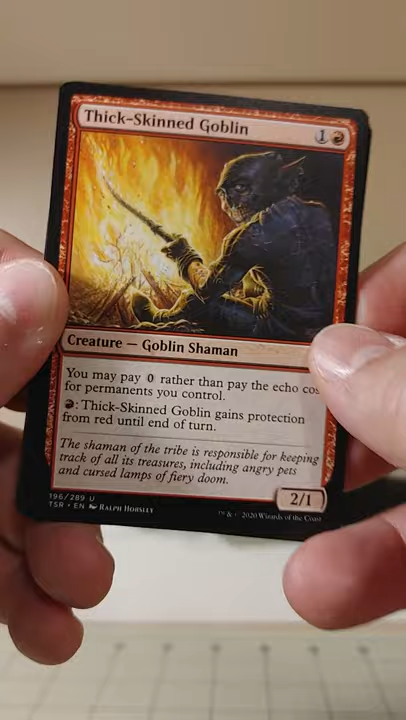 Thick-Skinned Goblin 1
Creature — Goblin Shaman
You may pay 0 rather than pay the echo cos
for permanents you control.
: Thick-Skinned Goblin gains protection
from red until end of turn.
The shaman of the tribe is responsible for keeping
track of all its treasures, including angry pets
and cursed lamps of fiery doom.
2/1
196/289 U
TSR • EN Ralph Horsley
™ & © 2020 Wizards of the Coast